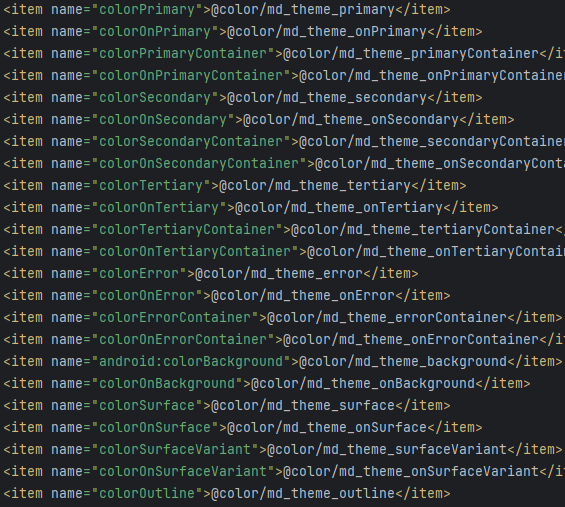 <item name="colorPrimary">@color/md_theme_primary</item>
<item name="colorOnPrimary">@color/md_theme_onPrimary</item>
<item name="colorPrimaryContainer">@color/md_theme_primaryContainer</i
<item name="colorOnPrimaryContainer">@color/md_theme_onPrimaryContainer
<item name="colorSecondary">@color/md_theme_secondary</item>
<item name="colorOnSecondary">@color/md_theme_onSecondary</item>
<item name="colorSecondaryContainer">@color/md_theme_secondaryContainer
<item name="colorOnSecondaryContainer">@color/md_theme_onSecondaryConta
<item name="colorTertiary">@color/md_theme_tertiary</item>
<item name="colorOnTertiary">@color/md_theme_onTertiary</item>
<item name="colorTertiaryContainer">@color/md_theme_tertiaryContainer<
<item name="colorOnTertiaryContainer">@color/md_theme_onTertiaryContain
<item name="colorError">@color/md_theme_error</item>
<item name="colorOnError">@color/md_theme_onError</item>
<item name="colorErrorContainer">@color/md_theme_errorContainer</item>
<item name="colorOnErrorContainer">@color/md_theme_onErrorContainer</i
<item name="android:colorBackground">@color/md_theme_background</item>
<item name="colorOnBackground">@color/md_theme_onBackground</item>
<item name="colorSurface">@color/md_theme_surface</item>
<item name="colorOnSurface">@color/md_theme_onSurface</item>
<item name="colorSurfaceVariant">@color/md_theme_surfaceVariant</item>
<item name="colorOnSurfaceVariant">@color/md_theme_onSurfaceVariant</i
<item name="colorOutline">@color/md_theme_outline</item>